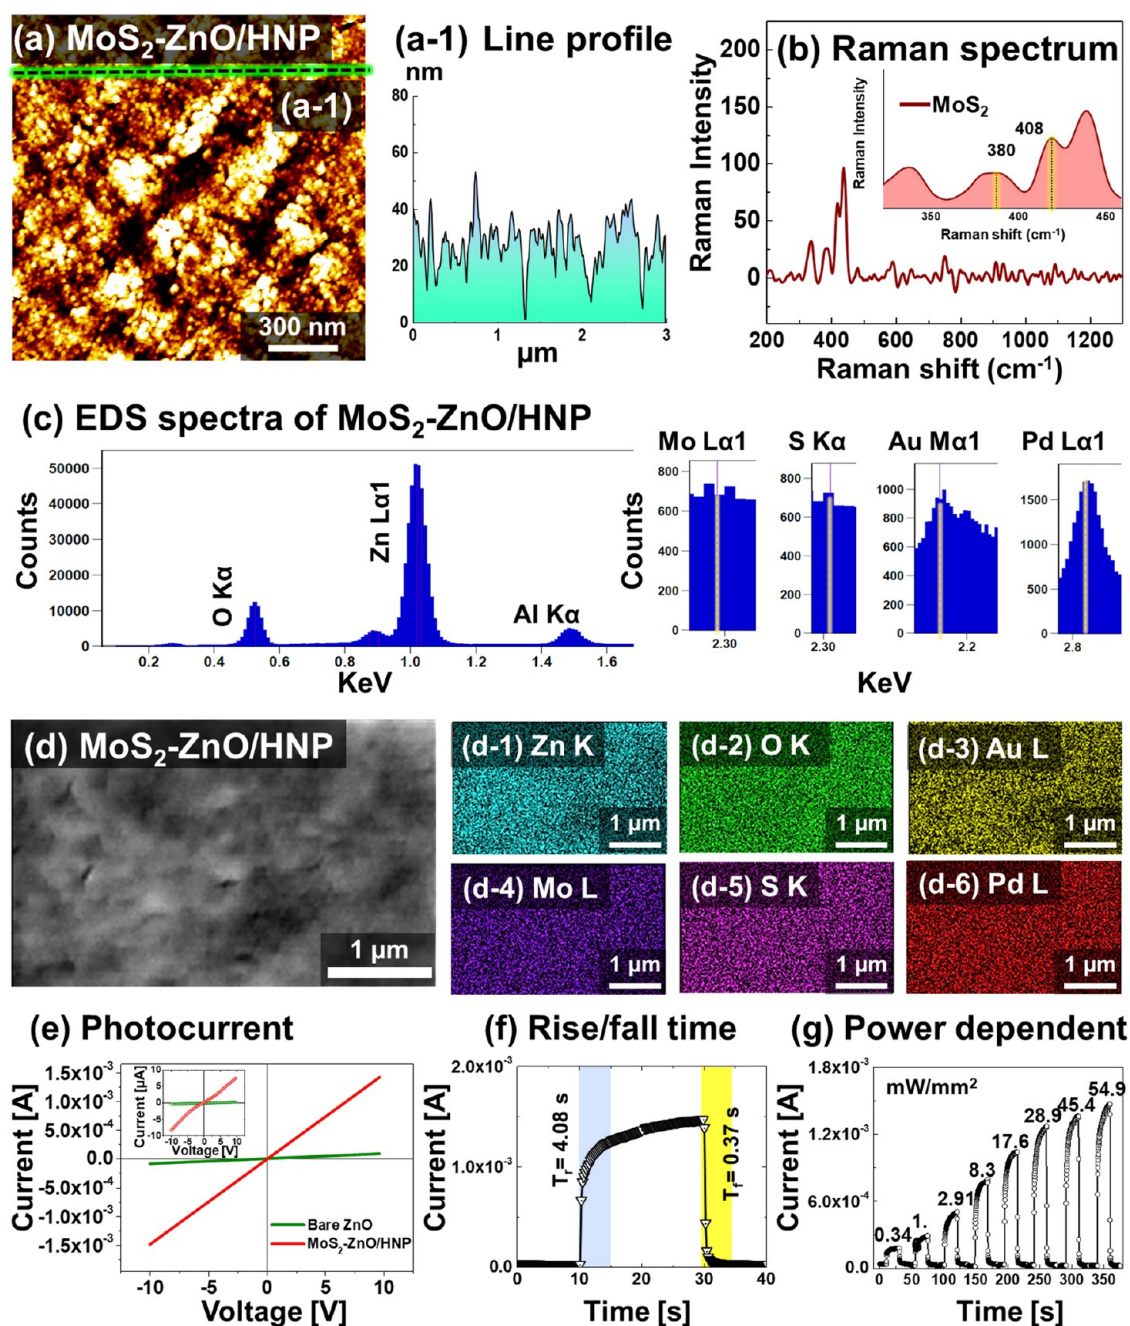 (a) MoS₂-ZnO/HNP
(a-1)
300 nm
(a-1) Line profile
nm
80
60
40
20
0
0 1 2 3
µm
(b) Raman spectrum
Raman Intensity
200
150
100
50
0
200 400 600 800 1000 1200
Raman shift (cm⁻¹)
Raman Intensity
MoS₂
380
408
350 400 450
Raman shift (cm⁻¹)
(c) EDS spectra of MoS₂-ZnO/HNP
Counts
50000
40000
30000
20000
10000
0
O Kα
Zn Lα1
Al Kα
0.2 0.4 0.6 0.8 1.0 1.2 1.4 1.6
KeV
Counts
Mo Lα1
800
600
400
200
0
2.30
S Kα
800
600
400
200
0
2.30
Au Mα1
1000
800
600
400
200
0
2.2
Pd Lα1
1500
1000
500
0
2.8
KeV
(d) MoS₂-ZnO/HNP
1 µm
(d-1) Zn K
1 µm
(d-2) O K
1 µm
(d-3) Au L
1 µm
(d-4) Mo L
1 µm
(d-5) S K
1 µm
(d-6) Pd L
1 µm
(e) Photocurrent
Current [A]
1.5x10⁻³
1.0x10⁻³
5.0x10⁻⁴
0.0
-5.0x10⁻⁴
-1.0x10⁻³
-1.5x10⁻³
-10 -5 0 5 10
Voltage [V]
Current [µA]
10
5
0
-5
-10
-10 -5 0 5 10
Voltage [V]
Bare ZnO
MoS₂-ZnO/HNP
(f) Rise/fall time
Current [A]
2.0x10⁻³
1.0x10⁻³
0.0
Tᵣ= 4.08 s
T_f= 0.37 s
0 10 20 30 40
Time [s]
(g) Power dependent
Current [A]
1.8x10⁻³
1.2x10⁻³
6.0x10⁻⁴
0.0
mW/mm²
0.34
1.
2.91
8.3
17.6
28.9
45.4
54.9
0 50 100 150 200 250 300 350
Time [s]